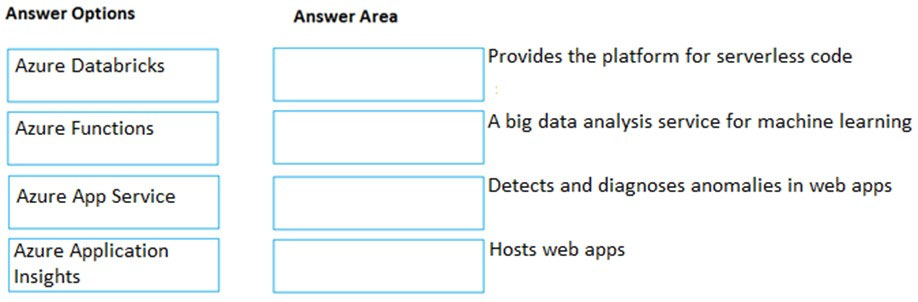 Answer Options
Answer Area
Azure Databricks
Provides the platform for serverless code
Azure Functions
A big data analysis service for machine learning
Azure App Service
Detects and diagnoses anomalies in web apps
Azure Application
Insights
Hosts web apps